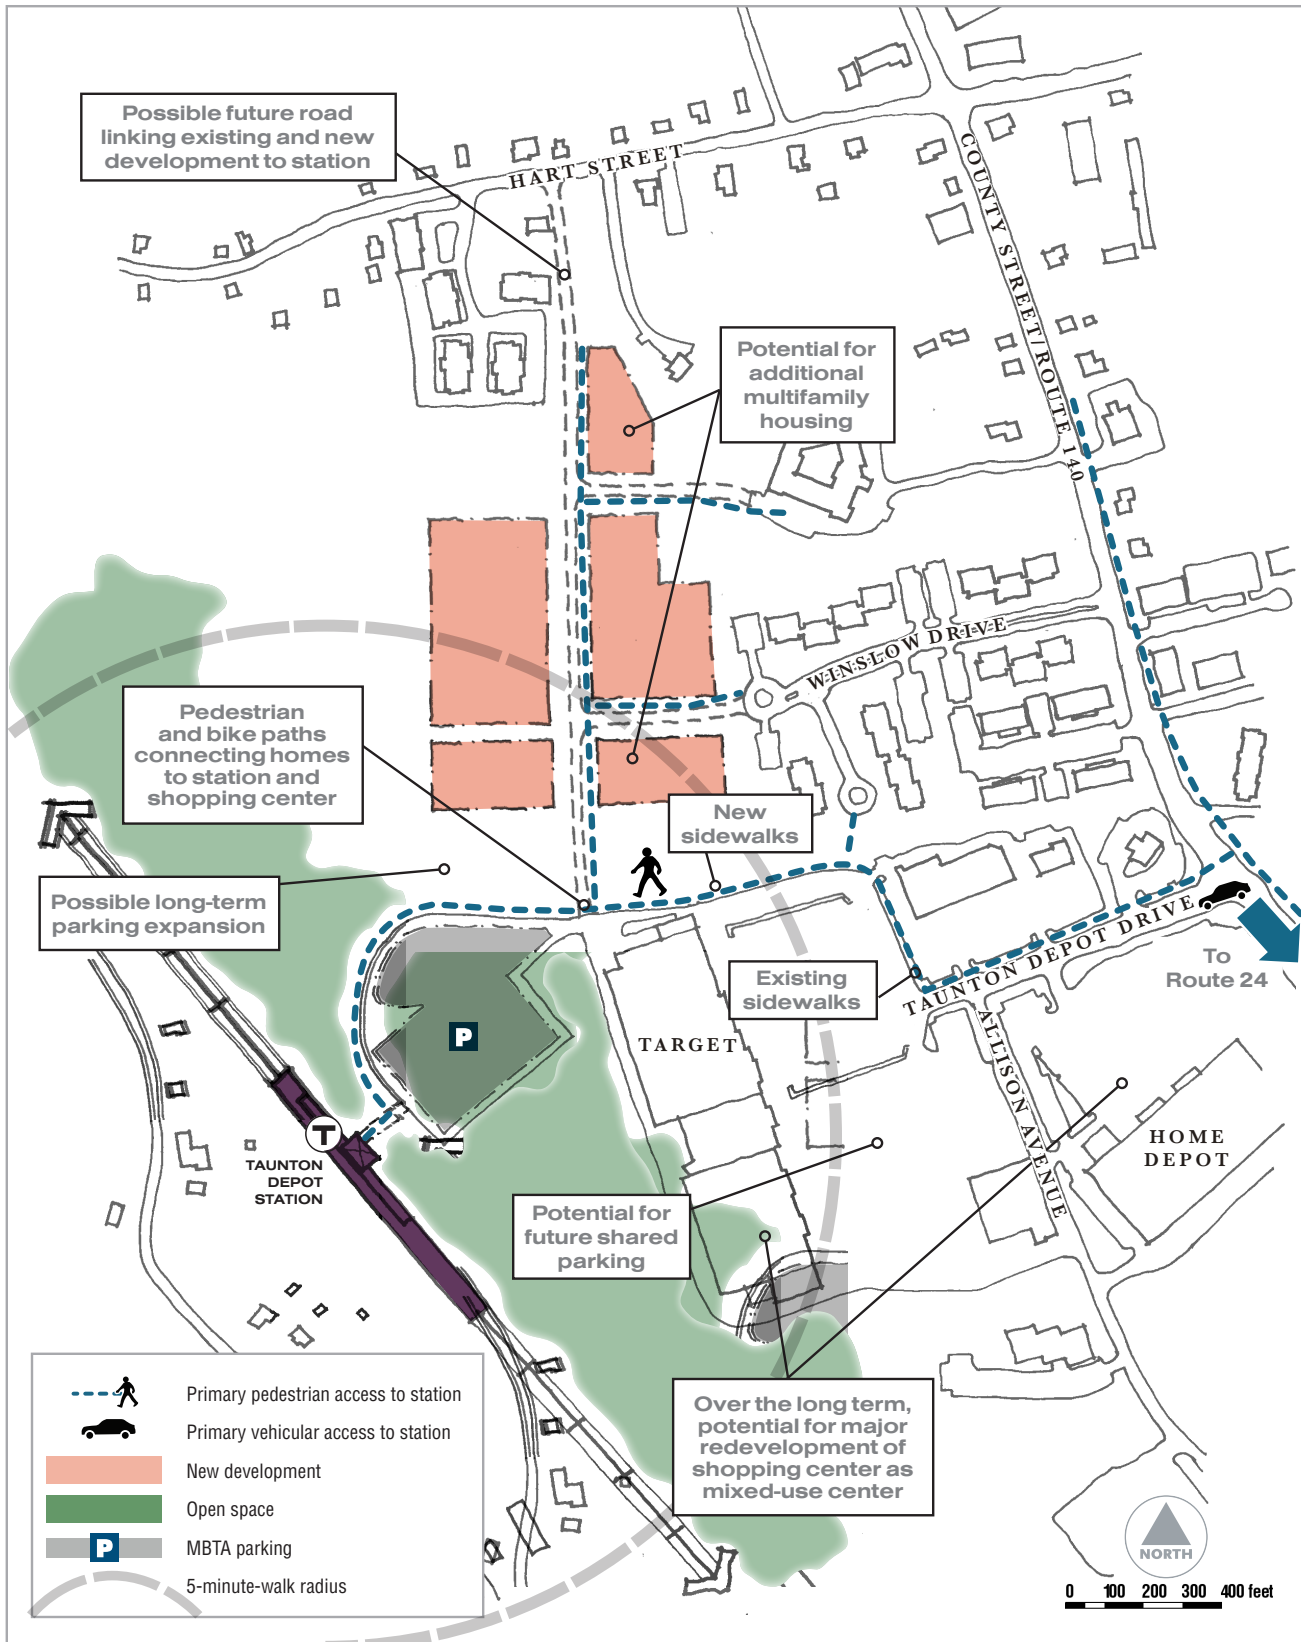 Possible future road
linking existing and new
development to station
HART STREET
COUNTY STREET/ROUTE 140
Potential for
additional
multifamily
housing
WINSLOW DRIVE
Pedestrian
and bike paths
connecting homes
to station and
shopping center
New
sidewalks
Possible long-term
parking expansion
Existing
sidewalks
TAUNTON DEPOT DRIVE
To
Route 24
P
TARGET
ALLISON AVENUE
HOME
DEPOT
T
TAUNTON
DEPOT
STATION
Potential for
future shared
parking
Over the long term,
potential for major
redevelopment of
shopping center as
mixed-use center
Primary pedestrian access to station
Primary vehicular access to station
New development
Open space
P
MBTA parking
5-minute-walk radius
NORTH
0 100 200 300 400 feet